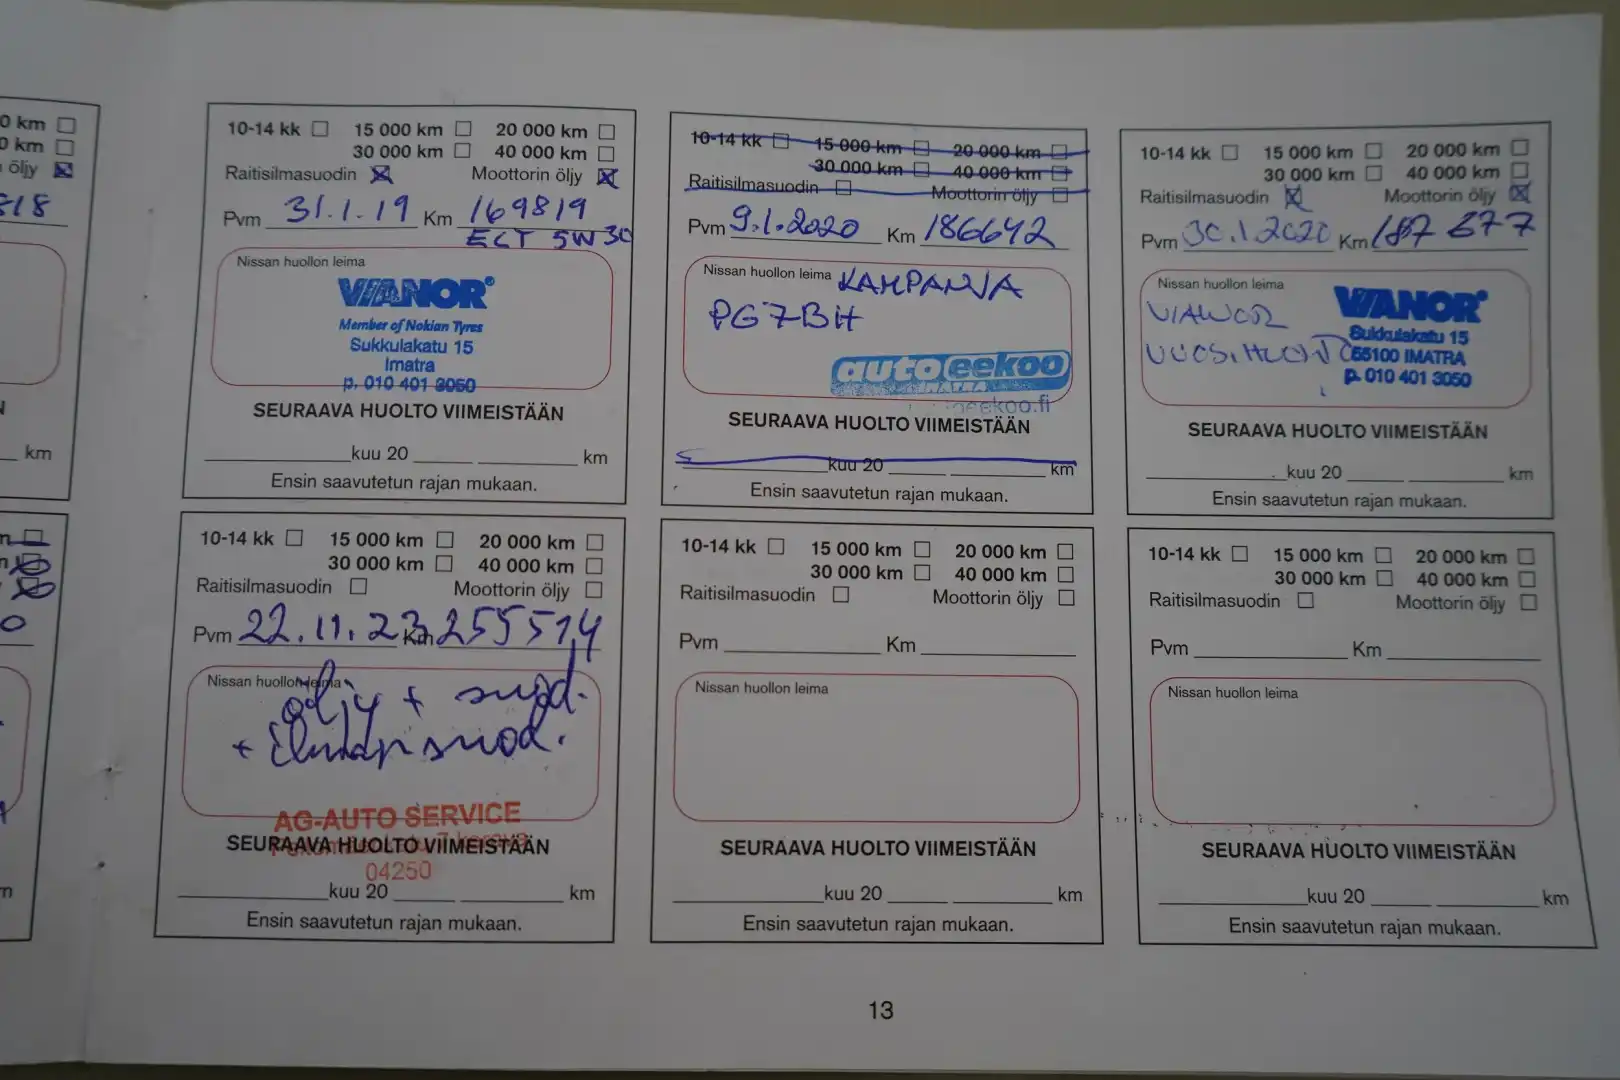 0 km
0 km
öljy
818
km
10-14 kk 15 000 km 20 000 km
30 000 km 40 000 km
Raitisilmasuodin Moottorin öljy
Pvm 31.1.19 Km 169819
ECT 5W30
Nissan huollon leima
VIANOR
Member of Nokian Tyres
Sukkulakatu 15
Imatra
p. 010 401 3050
SEURAAVA HUOLTO VIIMEISTÄÄN
kuu 20 km
Ensin saavutetun rajan mukaan.
10-14 kk 15 000 km 20 000 km
30 000 km 40 000 km
Raitisilmasuodin Moottorin öljy
Pvm 9.1.2020 Km 186642
Nissan huollon leima KAMPANJA
PG7BH
autoeekoo
IMATRA
eekoo.fi
SEURAAVA HUOLTO VIIMEISTÄÄN
kuu 20 km
Ensin saavutetun rajan mukaan.
10-14 kk 15 000 km 20 000 km
30 000 km 40 000 km
Raitisilmasuodin Moottorin öljy
Pvm 30.1.2020 Km 187 677
Nissan huollon leima
VIANOR
VUOSIHUOLTO
VIANOR
Sukkulakatu 15
55100 IMATRA
p. 010 401 3050
SEURAAVA HUOLTO VIIMEISTÄÄN
kuu 20 km
Ensin saavutetun rajan mukaan.
10-14 kk 15 000 km 20 000 km
30 000 km 40 000 km
Raitisilmasuodin Moottorin öljy
Pvm 22.11.23 Km 255514
Nissan huollon leima
öljy + suod.
+ ilmansuod.
AG-AUTO SERVICE
04250
SEURAAVA HUOLTO VIIMEISTÄÄN
kuu 20 km
Ensin saavutetun rajan mukaan.
10-14 kk 15 000 km 20 000 km
30 000 km 40 000 km
Raitisilmasuodin Moottorin öljy
Pvm Km
Nissan huollon leima
SEURAAVA HUOLTO VIIMEISTÄÄN
kuu 20 km
Ensin saavutetun rajan mukaan.
10-14 kk 15 000 km 20 000 km
30 000 km 40 000 km
Raitisilmasuodin Moottorin öljy
Pvm Km
Nissan huollon leima
SEURAAVA HUOLTO VIIMEISTÄÄN
kuu 20 km
Ensin saavutetun rajan mukaan.
13